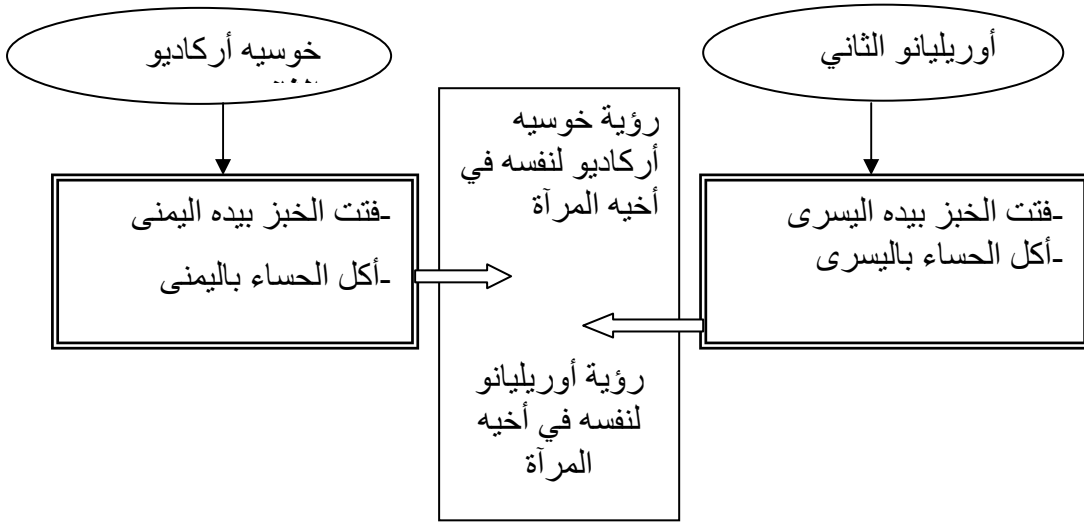 أوريليانو الثاني
خوسيه أركاديو
-فتت الخبز بيده اليسرى
-أكل الحساء باليسرى
رؤية خوسيه
أركاديو لنفسه في
أخيه المرآة
رؤية أوريليانو
لنفسه في أخيه
المرآة
-فتت الخبز بيده اليمنى
-أكل الحساء باليمنى